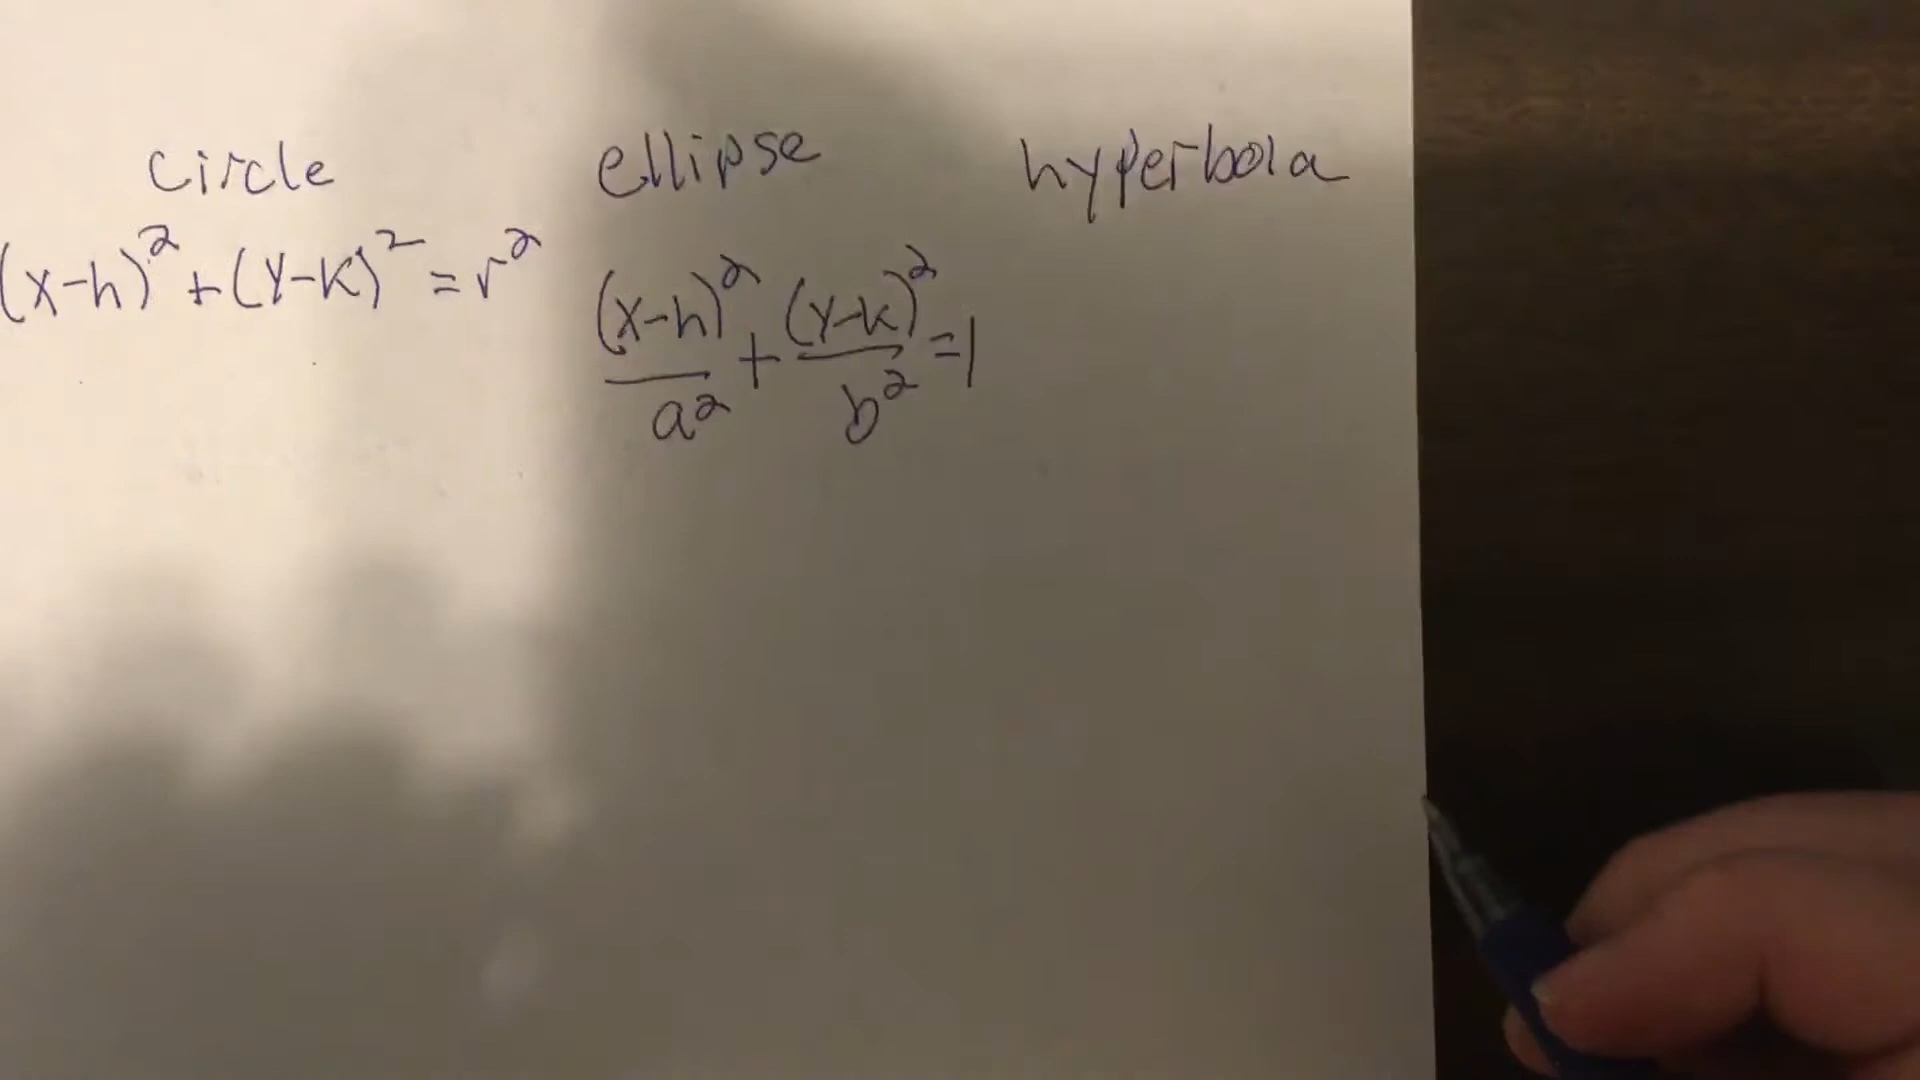 circle ellipse hyperbola
(x-h)² + (y-k)² = r²
(x-h)²/a² + (y-k)²/b² = 1